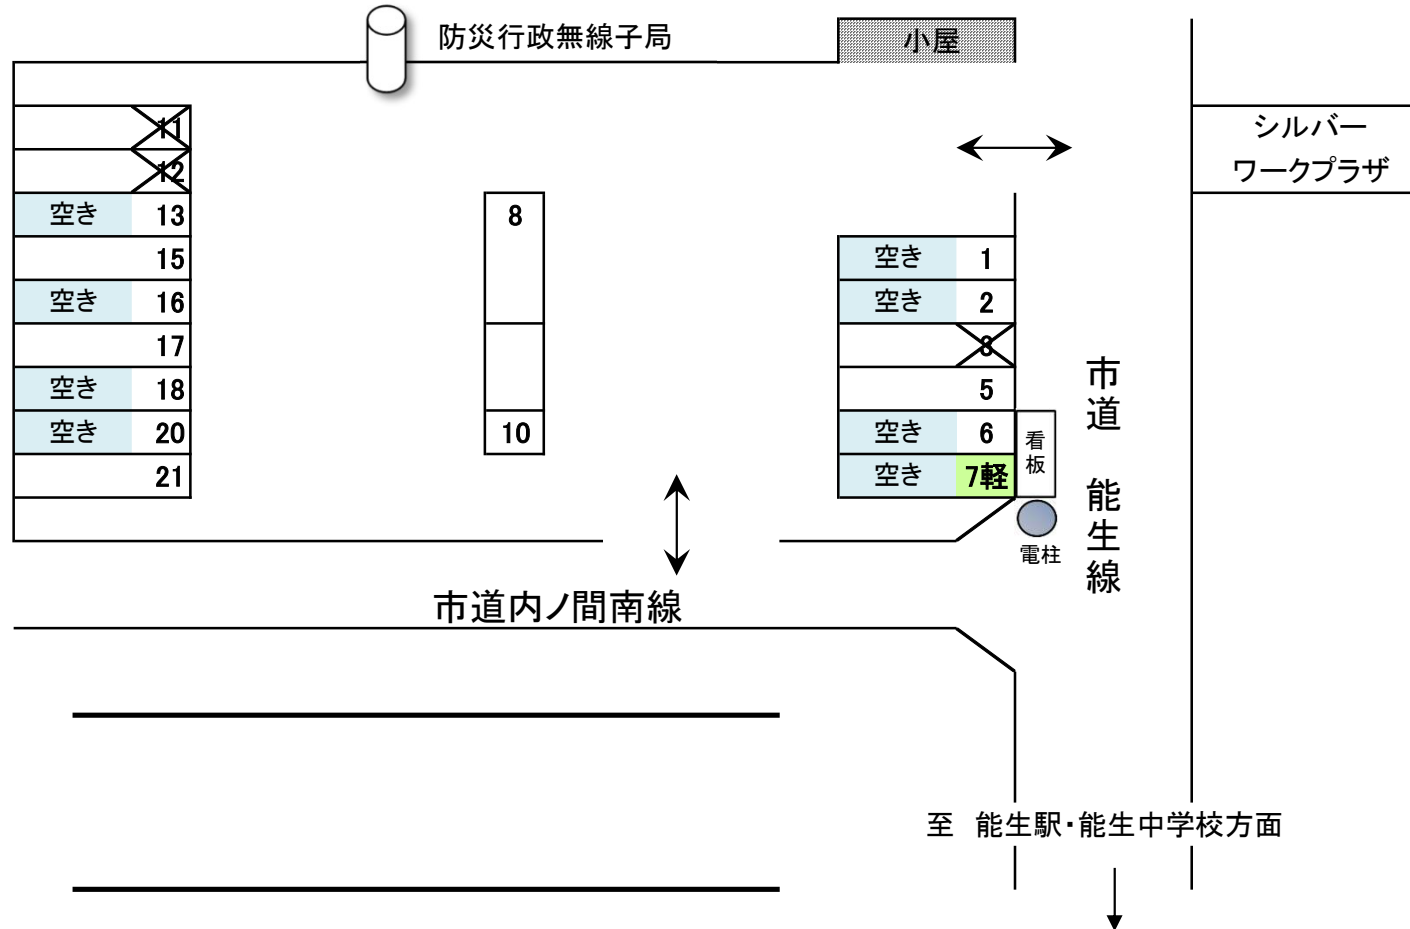 防災行政無線子局
小屋
シルバー
ワークプラザ
11
12
空き 13
15
空き 16
17
空き 18
空き 20
21
8
10
空き 1
空き 2
3
5
空き 6
空き 7軽
看板
電柱
市道 能生線
市道内ノ間南線
至 能生駅・能生中学校方面